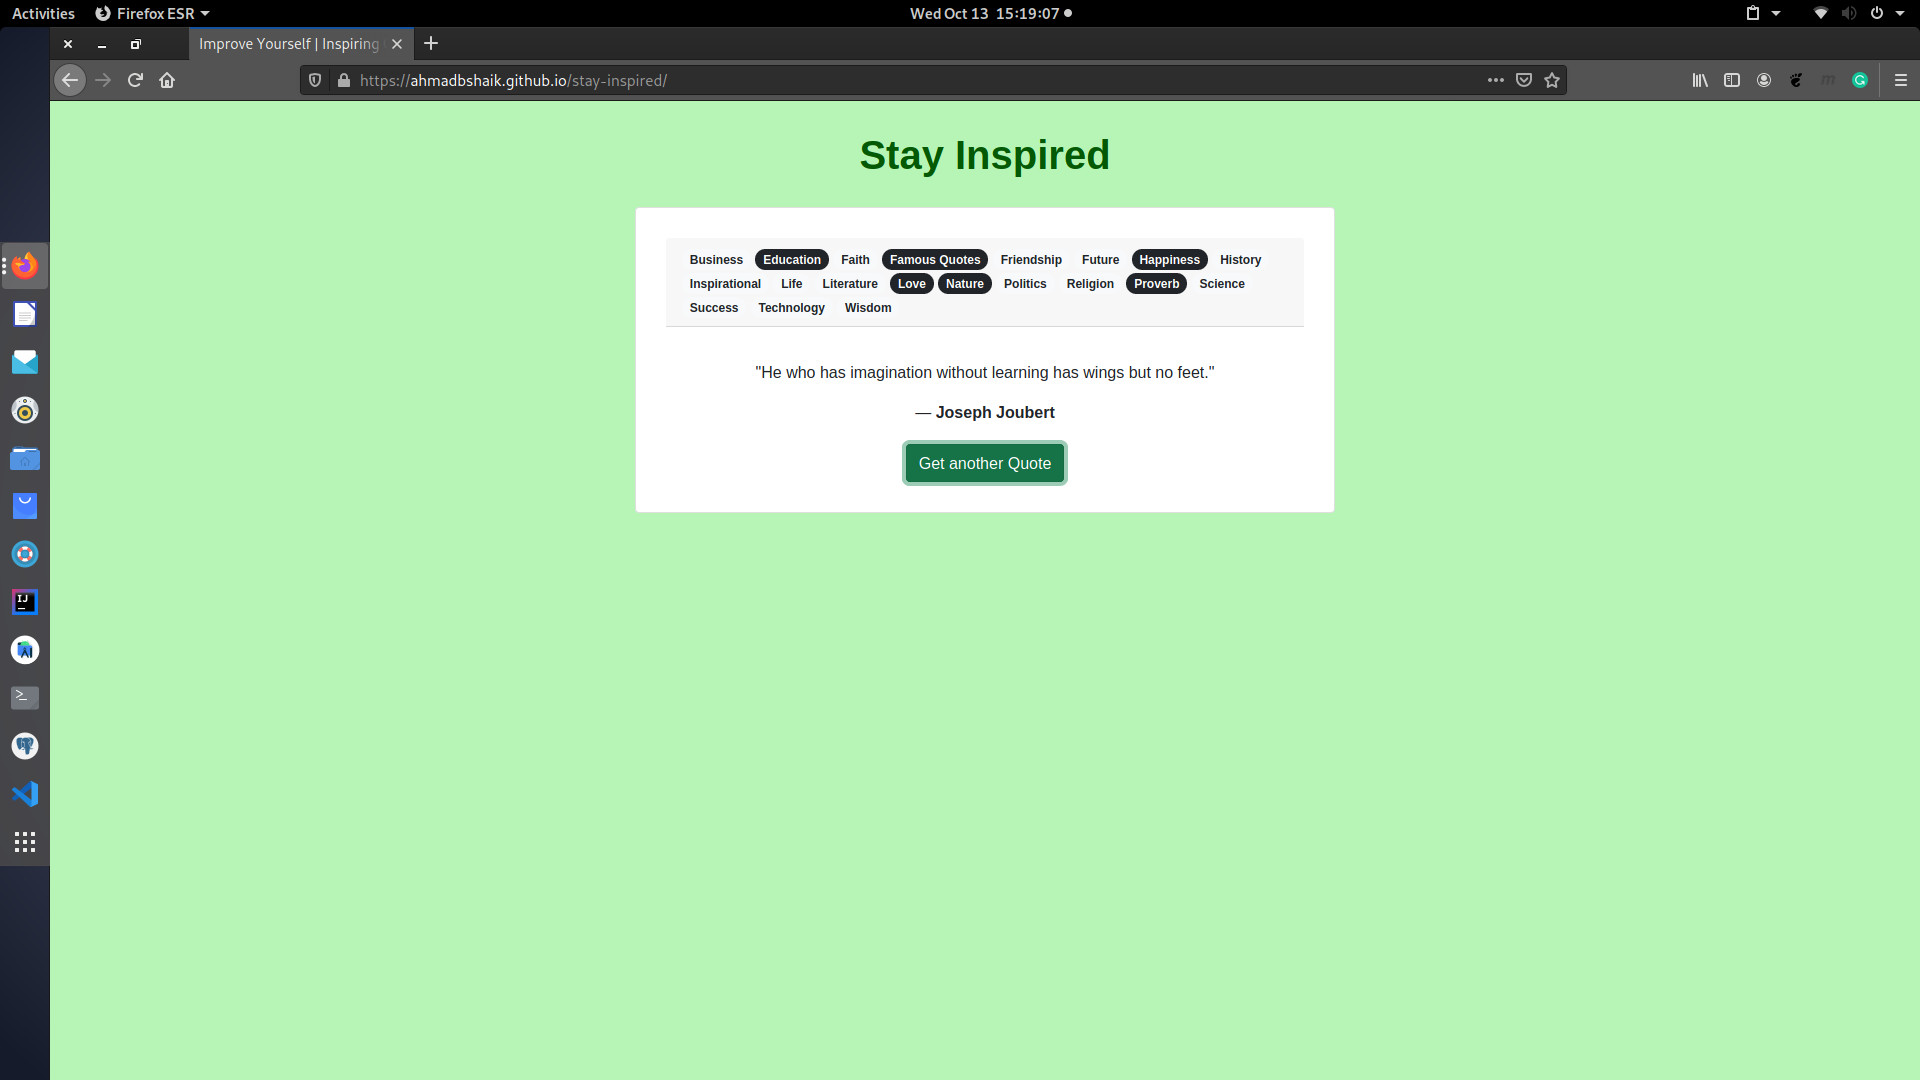 Activities Firefox ESR Wed Oct 13 15:19:07
Improve Yourself | Inspiring
https://ahmadbshaik.github.io/stay-inspired/
Stay Inspired
Business Education Faith Famous Quotes Friendship Future Happiness History
Inspirational Life Literature Love Nature Politics Religion Proverb Science
Success Technology Wisdom
"He who has imagination without learning has wings but no feet."
— Joseph Joubert
Get another Quote
IJ